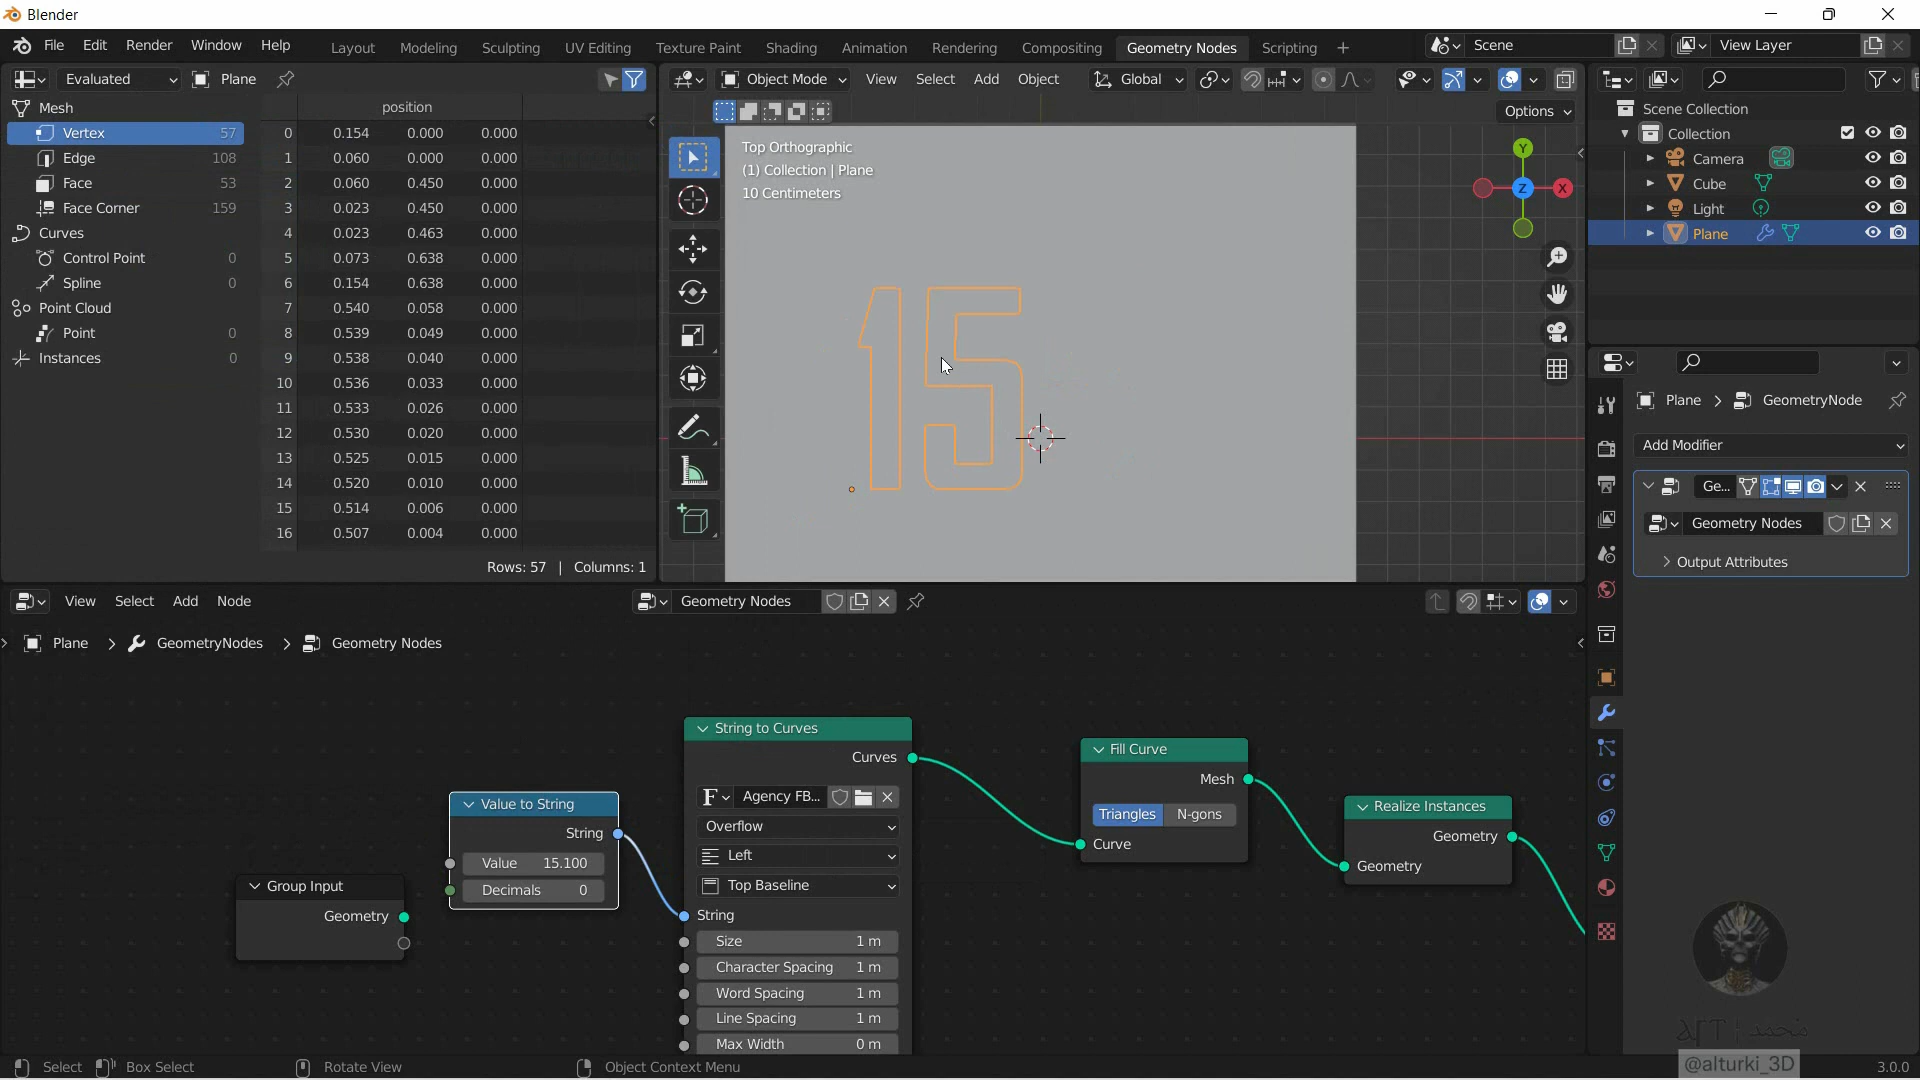 Blender
File Edit Render Window Help Layout Modeling Sculpting UV Editing Texture Paint Shading Animation Rendering Compositing Geometry Nodes Scripting + Scene View Layer
Evaluated Plane
Mesh
Vertex 57
Edge 108
Face 53
Face Corner 159
Curves
Control Point 0
Spline 0
Point Cloud
Point 0
Instances 0
position
0 0.154 0.000 0.000
1 0.060 0.000 0.000
2 0.060 0.450 0.000
3 0.023 0.450 0.000
4 0.023 0.463 0.000
5 0.073 0.638 0.000
6 0.154 0.638 0.000
7 0.540 0.058 0.000
8 0.539 0.049 0.000
9 0.538 0.040 0.000
10 0.536 0.033 0.000
11 0.533 0.026 0.000
12 0.530 0.020 0.000
13 0.525 0.015 0.000
14 0.520 0.010 0.000
15 0.514 0.006 0.000
16 0.507 0.004 0.000
Rows: 57 | Columns: 1
Object Mode View Select Add Object Global
Options
Top Orthographic
(1) Collection | Plane
10 Centimeters
15
Y
Z X
Scene Collection
Collection
Camera
Cube
Light
Plane
Plane > GeometryNode
Add Modifier
Ge...
Geometry Nodes
> Output Attributes
View Select Add Node Geometry Nodes
Plane > GeometryNodes > Geometry Nodes
Group Input
Geometry
Value to String
String
Value 15.100
Decimals 0
String to Curves
Curves
F Agency FB...
Overflow
Left
Top Baseline
String
Size 1 m
Character Spacing 1 m
Word Spacing 1 m
Line Spacing 1 m
Max Width 0 m
Fill Curve
Mesh
Triangles N-gons
Curve
Realize Instances
Geometry
Geometry
@alturki_3D
Select Box Select Rotate View Object Context Menu 3.0.0